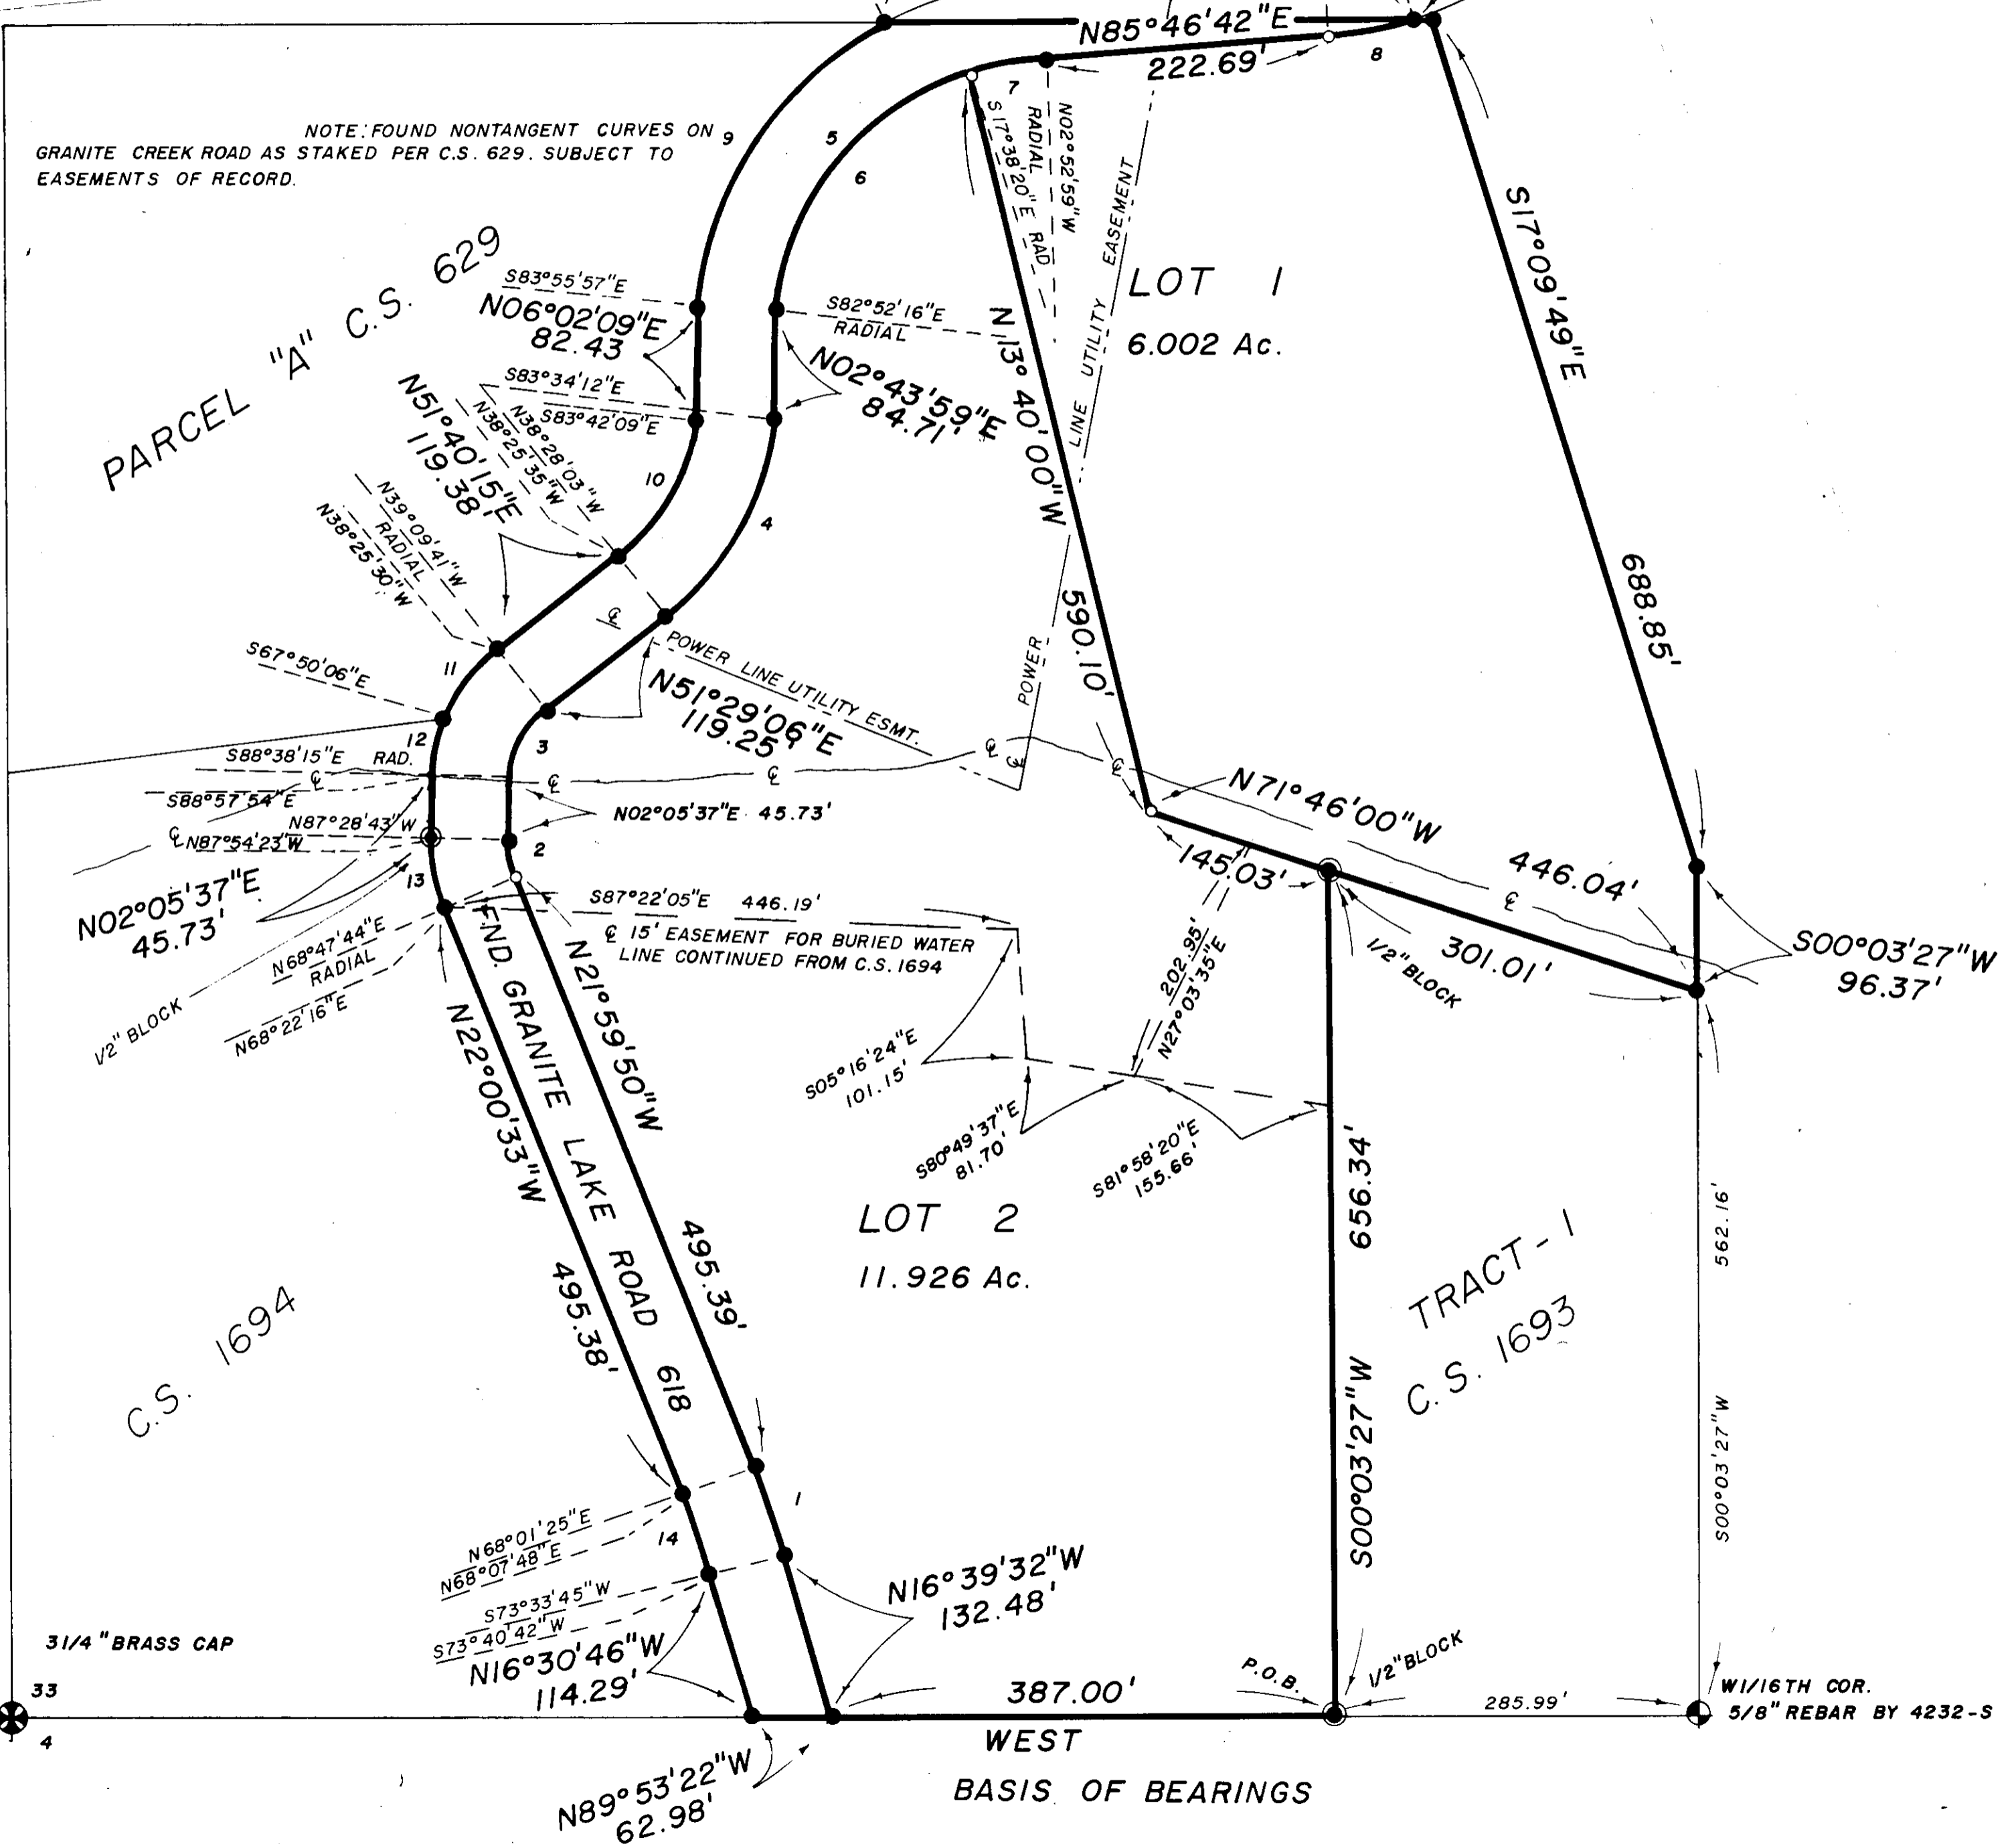 N85°46'42"E
222.69'
8
7
NOTE: FOUND NONTANGENT CURVES ON
GRANITE CREEK ROAD AS STAKED PER C.S. 629. SUBJECT TO
EASEMENTS OF RECORD.
9
5
6
S17°38'20"E RAD
RADIAL
N02°52'59"W
PARCEL "A" C.S. 629
LOT 1
6.002 Ac.
S17°09'49"E
688.85'
S83°55'57"E
N06°02'09"E
82.43
S82°52'16"E
RADIAL
N02°43'59"E
84.71'
N13°40'00"W
590.10'
POWER LINE UTILITY EASEMENT
S83°34'12"E
S83°42'09"E
N51°40'15"E
119.38'
N38°25'35"W
N38°28'03"W
10
4
N39°09'41"W
RADIAL
N38°25'30"W
℄
POWER LINE UTILITY ESMT.
N51°29'06"E
119.25'
S67°50'06"E
11
12
3
S88°38'15"E RAD.
℄
℄
℄
℄
℄
℄
S88°57'54"E
N02°05'37"E 45.73'
N71°46'00"W
145.03'
446.04'
℄
N87°28'43"W
℄
N87°54'23"W
2
13
N02°05'37"E
45.73'
S87°22'05"E 446.19'
℄ 15' EASEMENT FOR BURIED WATER
LINE CONTINUED FROM C.S. 1694
1/2" BLOCK
301.01'
S00°03'27"W
96.37'
N68°47'44"E
RADIAL
N68°22'16"E
1/2" BLOCK
N22°00'33"W
495.38'
FND. GRANITE LAKE ROAD 618
N21°59'50"W
495.39'
202.95'
N27°03'35"E
S05°16'24"E
101.15'
S80°49'37"E
81.70'
S81°58'20"E
155.66'
LOT 2
11.926 Ac.
656.34'
S00°03'27"W
TRACT-1
C.S. 1693
562.16'
S00°03'27"W
C.S. 1694
1
14
N68°01'25"E
N68°07'48"E
S73°33'45"W
S73°40'42"W
N16°30'46"W
114.29'
N16°39'32"W
132.48'
3 1/4" BRASS CAP
33
4
387.00'
WEST
BASIS OF BEARINGS
P.O.B.
1/2" BLOCK
285.99'
W1/16TH COR.
5/8" REBAR BY 4232-S
N89°53'22"W
62.98'